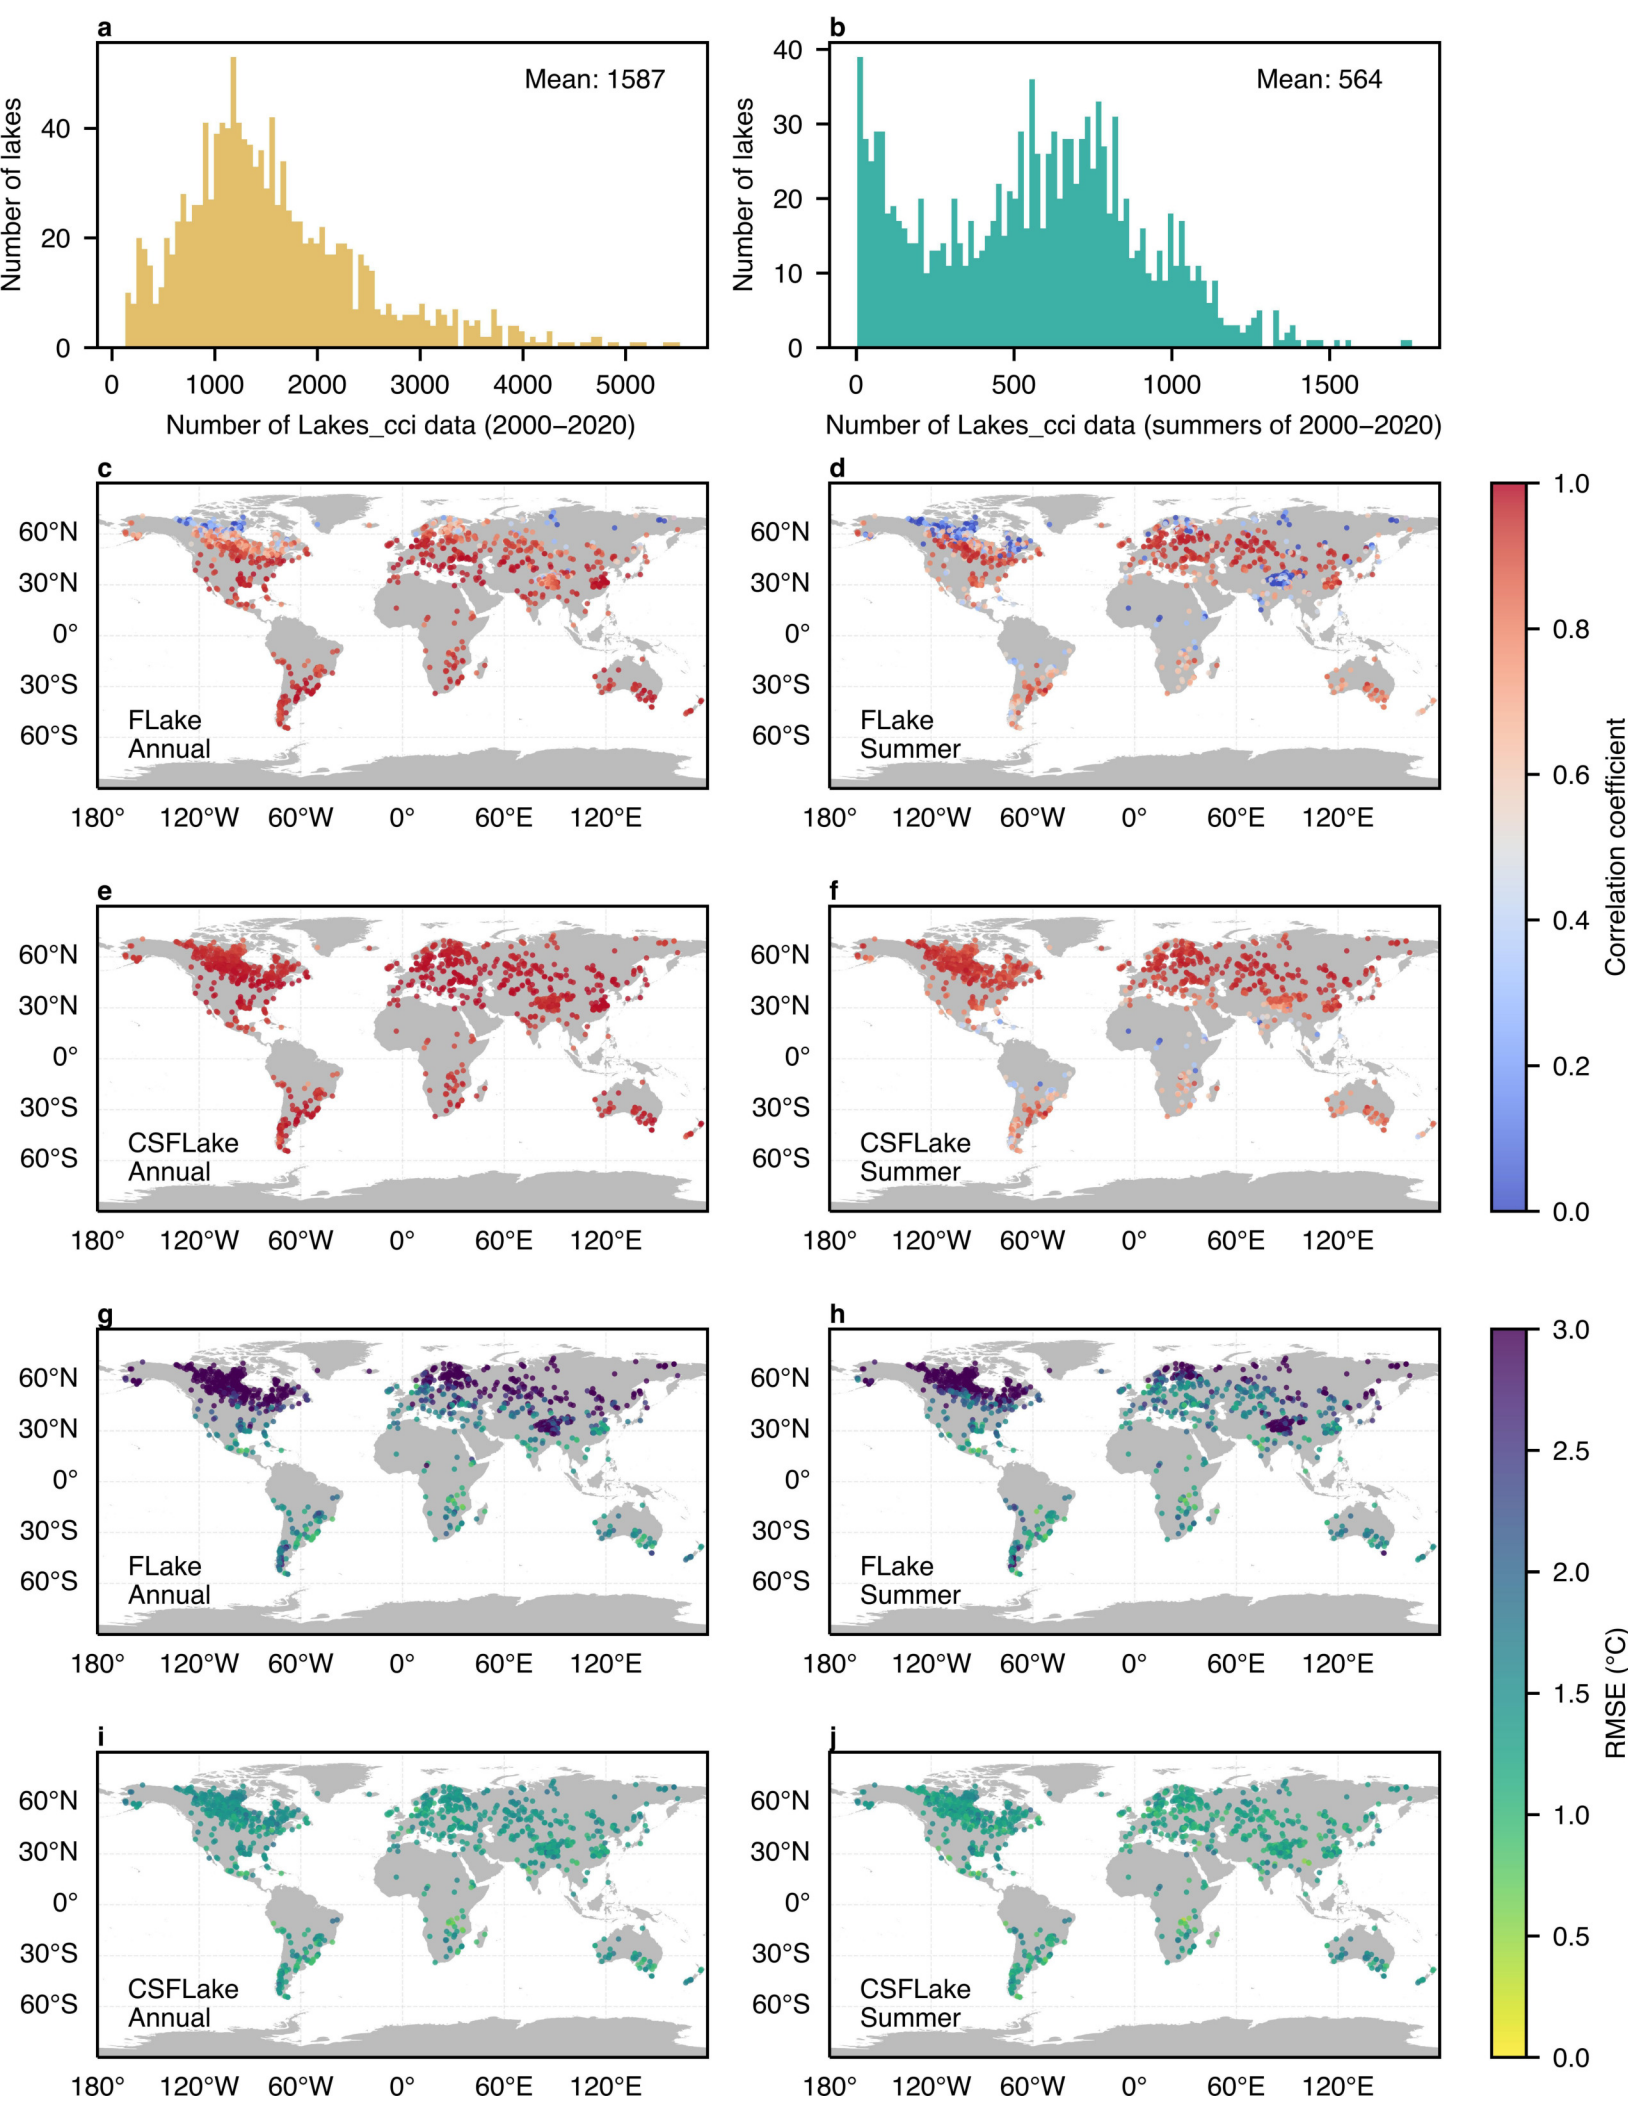 a
Mean: 1587
Number of lakes
40
20
0
0 1000 2000 3000 4000 5000
Number of Lakes_cci data (2000–2020)
b
Mean: 564
Number of lakes
40
30
20
10
0
0 500 1000 1500
Number of Lakes_cci data (summers of 2000–2020)
c
60°N
30°N
0°
30°S
60°S
FLake
Annual
180° 120°W 60°W 0° 60°E 120°E
d
60°N
30°N
0°
30°S
60°S
FLake
Summer
180° 120°W 60°W 0° 60°E 120°E
e
60°N
30°N
0°
30°S
60°S
CSFLake
Annual
180° 120°W 60°W 0° 60°E 120°E
f
60°N
30°N
0°
30°S
60°S
CSFLake
Summer
180° 120°W 60°W 0° 60°E 120°E
1.0
0.8
0.6
0.4
0.2
0.0
Correlation coefficient
g
60°N
30°N
0°
30°S
60°S
FLake
Annual
180° 120°W 60°W 0° 60°E 120°E
h
60°N
30°N
0°
30°S
60°S
FLake
Summer
180° 120°W 60°W 0° 60°E 120°E
i
60°N
30°N
0°
30°S
60°S
CSFLake
Annual
180° 120°W 60°W 0° 60°E 120°E
j
60°N
30°N
0°
30°S
60°S
CSFLake
Summer
180° 120°W 60°W 0° 60°E 120°E
3.0
2.5
2.0
1.5
1.0
0.5
0.0
RMSE (°C)